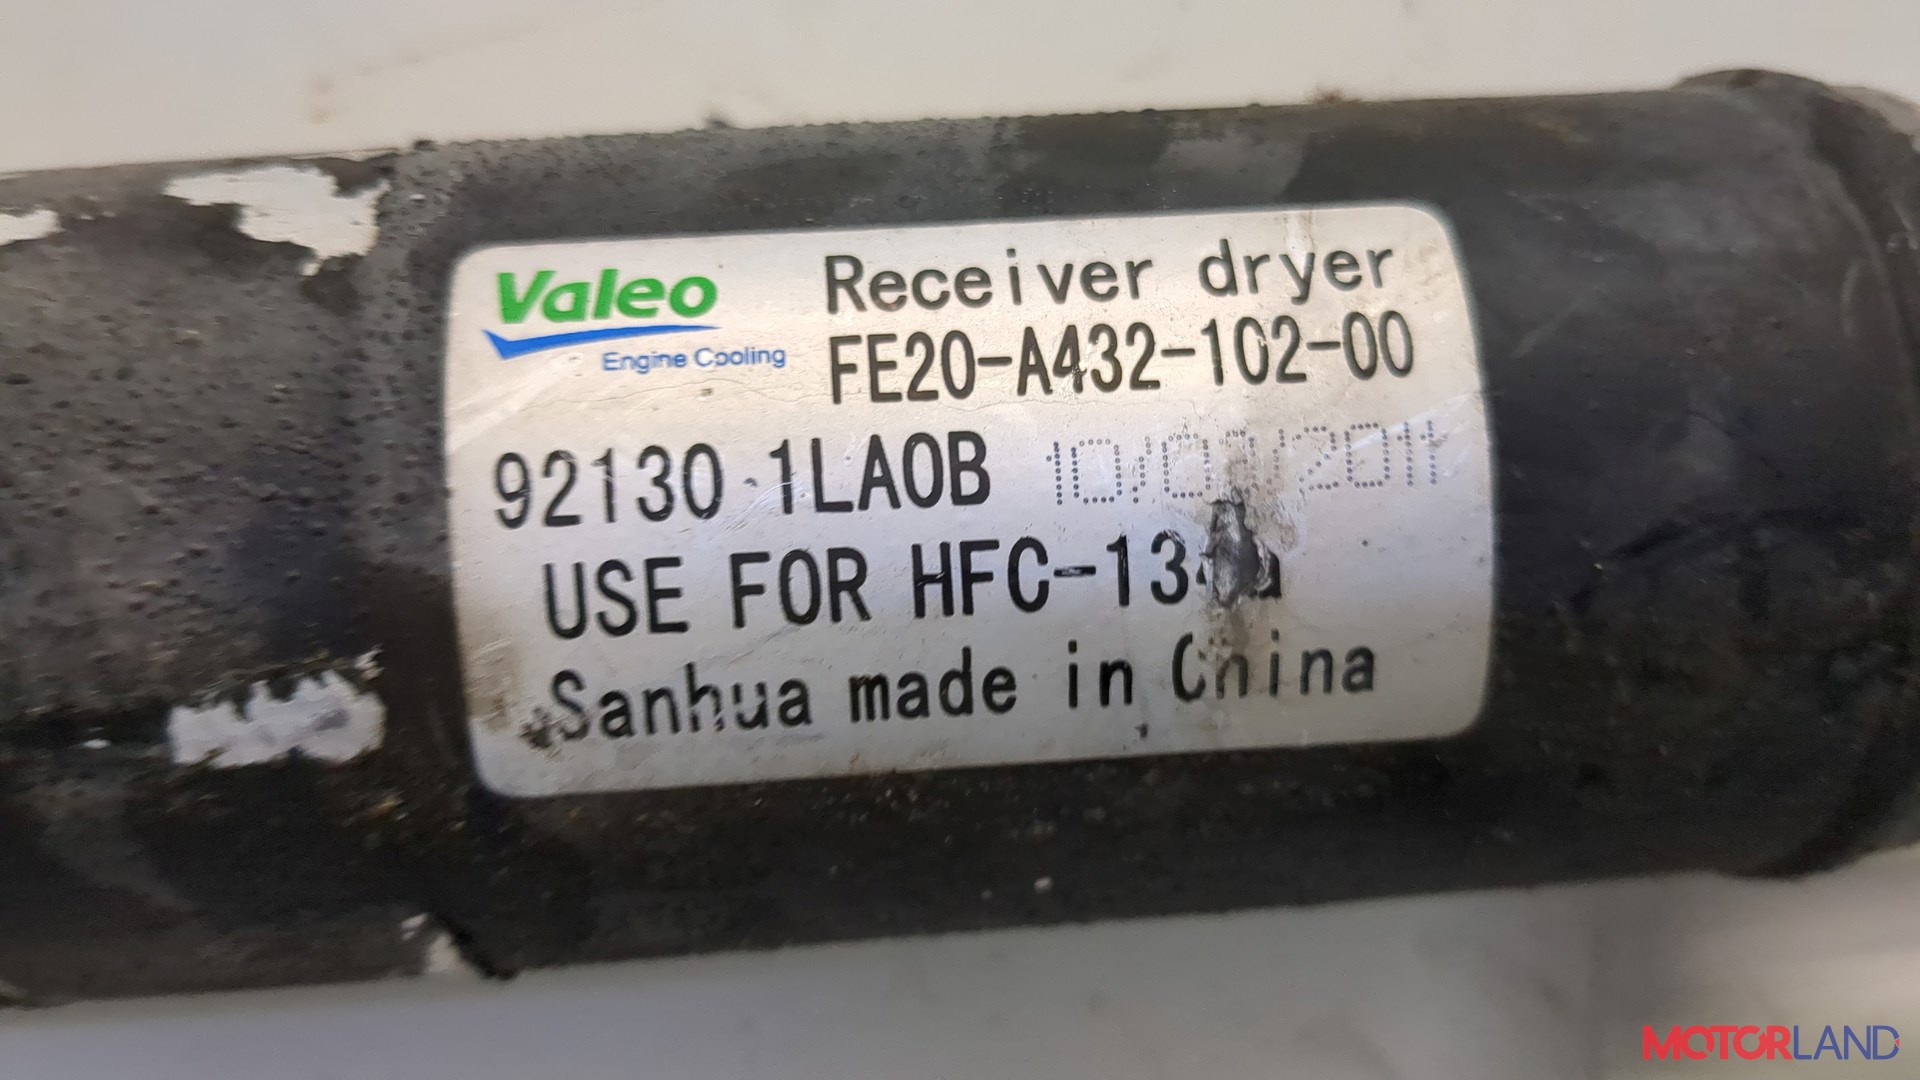 Valeo
Engine Cooling
Receiver dryer
FE20-A432-102-00
92130-1LA0B
USE FOR HFC-134a
Sanhua made in China
MOTORLAND